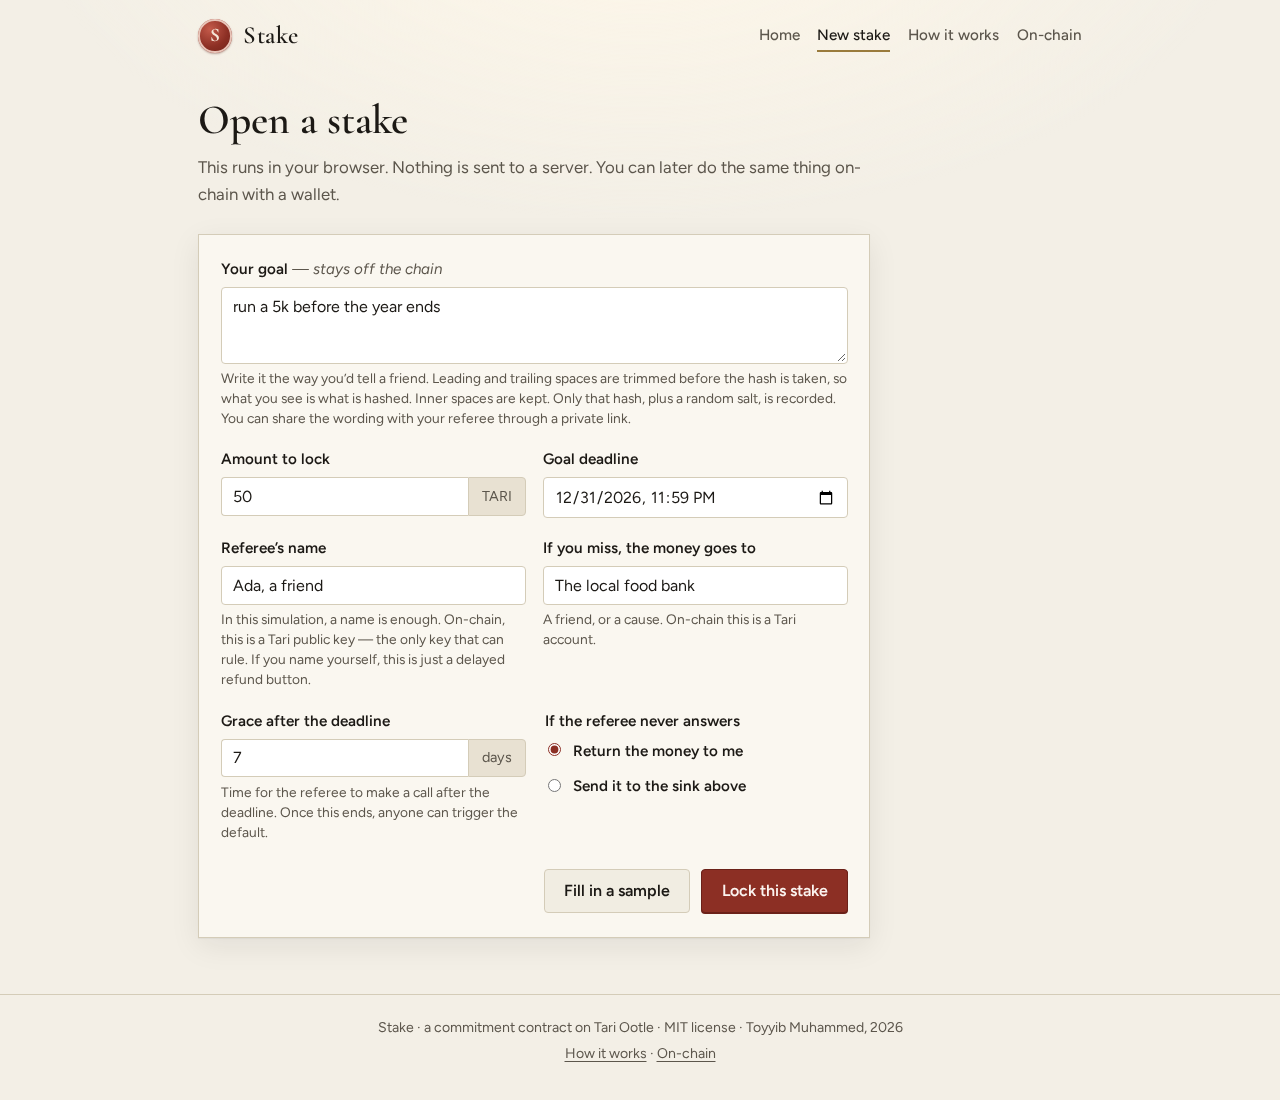 S Stake
Home New stake How it works On-chain
Open a stake
This runs in your browser. Nothing is sent to a server. You can later do the same thing on-
chain with a wallet.
Your goal — stays off the chain
run a 5k before the year ends
Write it the way you’d tell a friend. Leading and trailing spaces are trimmed before the hash is taken, so
what you see is what is hashed. Inner spaces are kept. Only that hash, plus a random salt, is recorded.
You can share the wording with your referee through a private link.
Amount to lock
50 TARI
Goal deadline
12/31/2026, 11:59 PM
Referee’s name
Ada, a friend
In this simulation, a name is enough. On-chain,
this is a Tari public key — the only key that can
rule. If you name yourself, this is just a delayed
refund button.
If you miss, the money goes to
The local food bank
A friend, or a cause. On-chain this is a Tari
account.
Grace after the deadline
7 days
Time for the referee to make a call after the
deadline. Once this ends, anyone can trigger the
default.
If the referee never answers
Return the money to me
Send it to the sink above
Fill in a sample Lock this stake
Stake · a commitment contract on Tari Ootle · MIT license · Toyyib Muhammed, 2026
How it works · On-chain